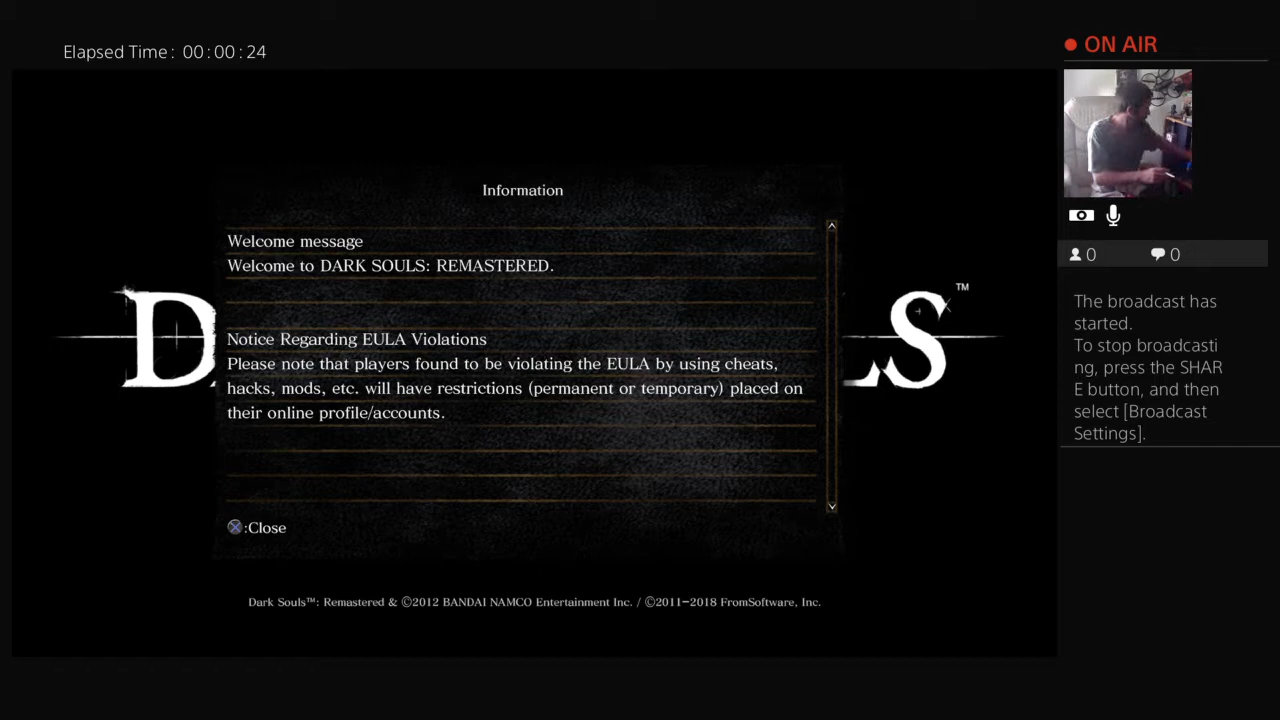 Elapsed Time: 00:00:24
ON AIR
Information
Welcome message
Welcome to DARK SOULS: REMASTERED.
0
0
D
LS
™
The broadcast has
started.
To stop broadcasti
ng, press the SHAR
E button, and then
select [Broadcast
Settings].
Notice Regarding EULA Violations
Please note that players found to be violating the EULA by using cheats,
hacks, mods, etc. will have restrictions (permanent or temporary) placed on
their online profile/accounts.
:Close
Dark Souls™: Remastered & ©2012 BANDAI NAMCO Entertainment Inc. / ©2011-2018 FromSoftware, Inc.